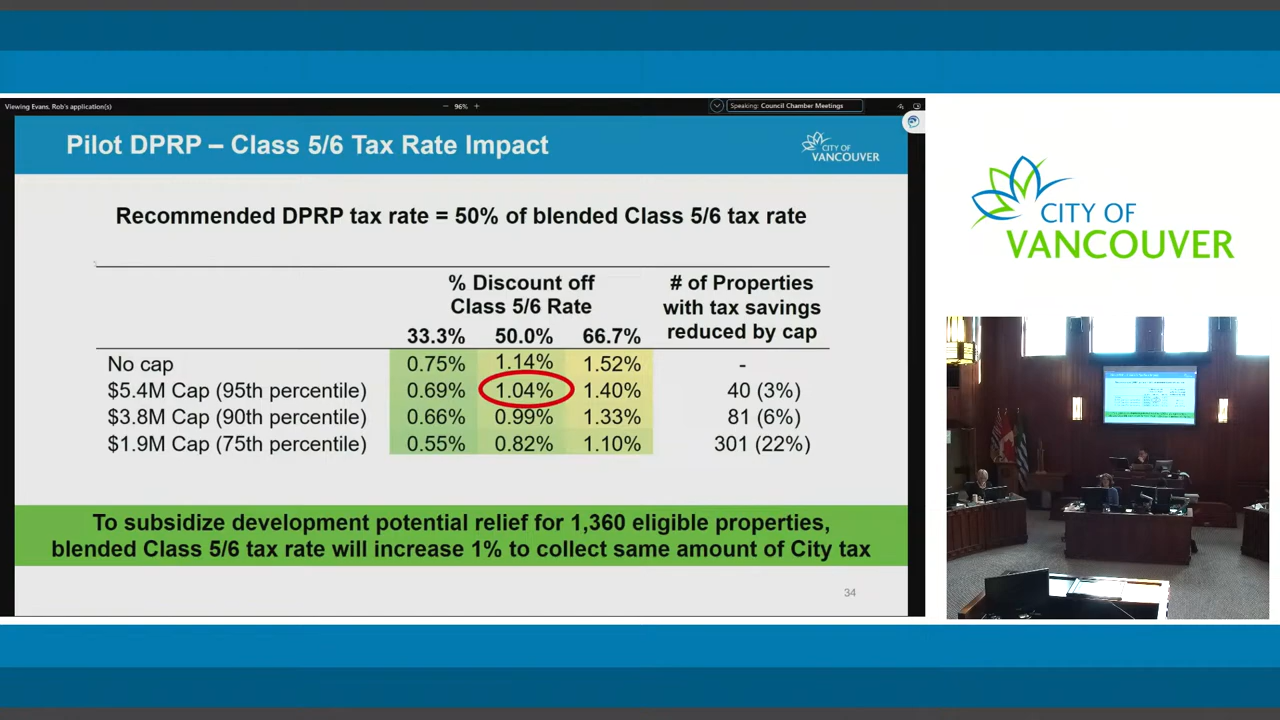 Viewing Evans, Rob's application(s)
96%
Speaking: Council Chamber Meetings
Pilot DPRP – Class 5/6 Tax Rate Impact
CITY OF
VANCOUVER
Recommended DPRP tax rate = 50% of blended Class 5/6 tax rate
% Discount off
Class 5/6 Rate
# of Properties
with tax savings
reduced by cap
33.3% 50.0% 66.7%
No cap 0.75% 1.14% 1.52% -
$5.4M Cap (95th percentile) 0.69% 1.04% 1.40% 40 (3%)
$3.8M Cap (90th percentile) 0.66% 0.99% 1.33% 81 (6%)
$1.9M Cap (75th percentile) 0.55% 0.82% 1.10% 301 (22%)
To subsidize development potential relief for 1,360 eligible properties,
blended Class 5/6 tax rate will increase 1% to collect same amount of City tax
34
CITY OF
VANCOUVER